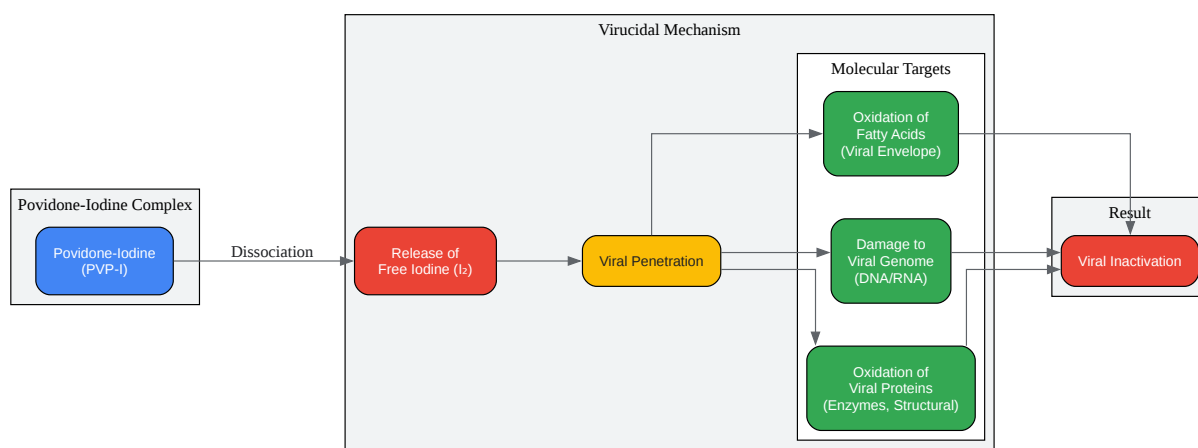 Virucidal Mechanism
Molecular Targets
Oxidation of
Fatty Acids
(Viral Envelope)
Povidone-Iodine Complex
Povidone-Iodine
(PVP-I)
Dissociation
Release of
Free Iodine (I₂)
Viral Penetration
Damage to
Viral Genome
(DNA/RNA)
Oxidation of
Viral Proteins
(Enzymes, Structural)
Result
Viral Inactivation